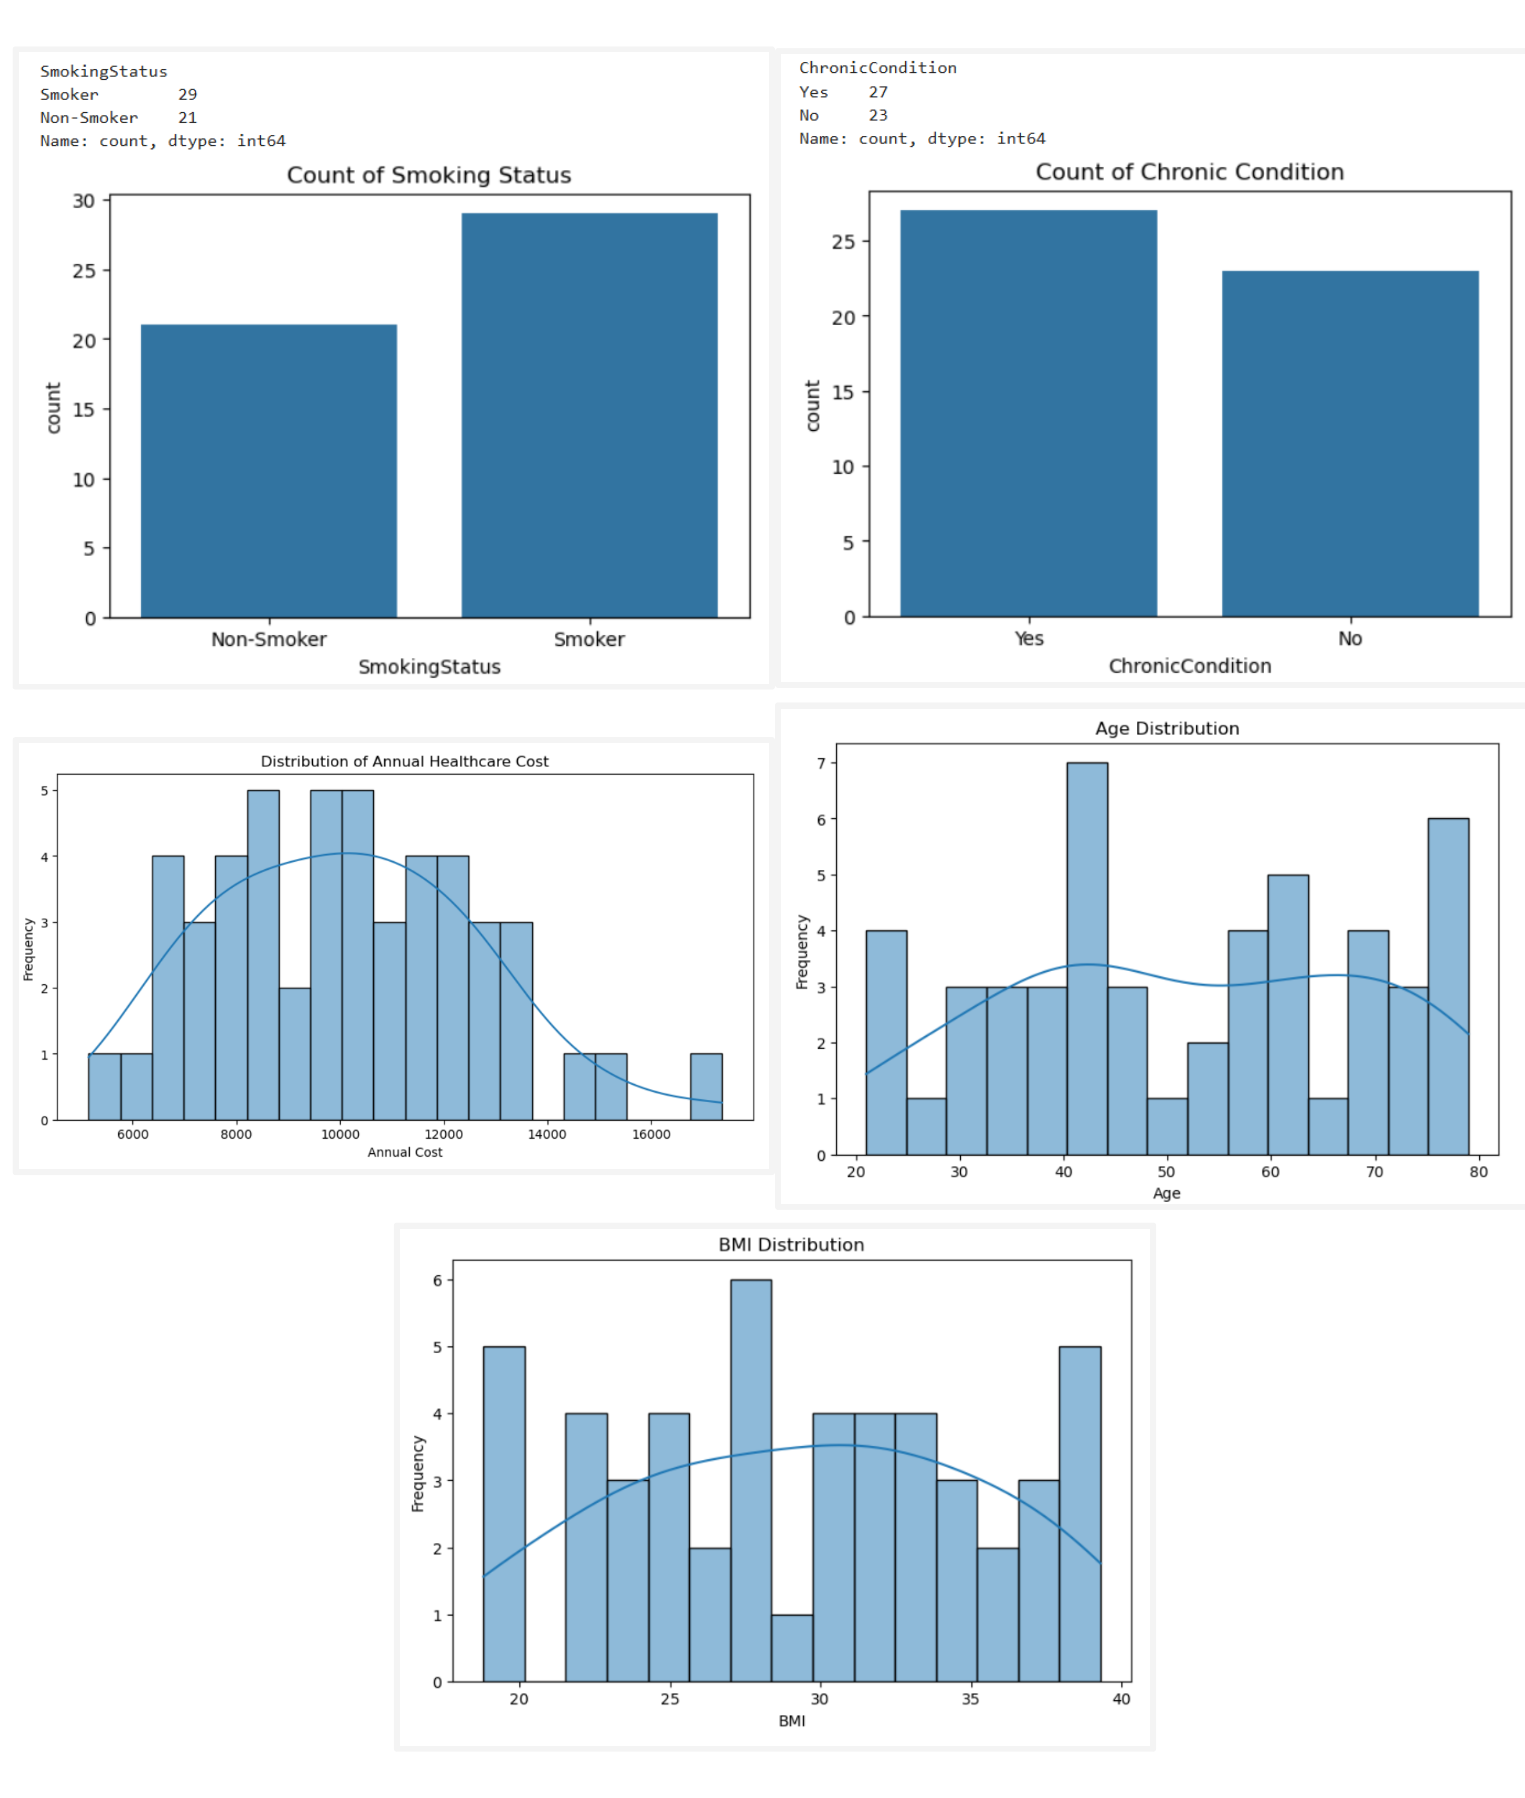 SmokingStatus
Smoker 29
Non-Smoker 21
Name: count, dtype: int64
Count of Smoking Status
30
25
20
15
10
5
0
count
Non-Smoker Smoker
SmokingStatus
ChronicCondition
Yes 27
No 23
Name: count, dtype: int64
Count of Chronic Condition
25
20
15
10
5
0
count
Yes No
ChronicCondition
Distribution of Annual Healthcare Cost
5
4
3
2
1
0
Frequency
6000 8000 10000 12000 14000 16000
Annual Cost
Age Distribution
7
6
5
4
3
2
1
0
Frequency
20 30 40 50 60 70 80
Age
BMI Distribution
6
5
4
3
2
1
0
Frequency
20 25 30 35 40
BMI